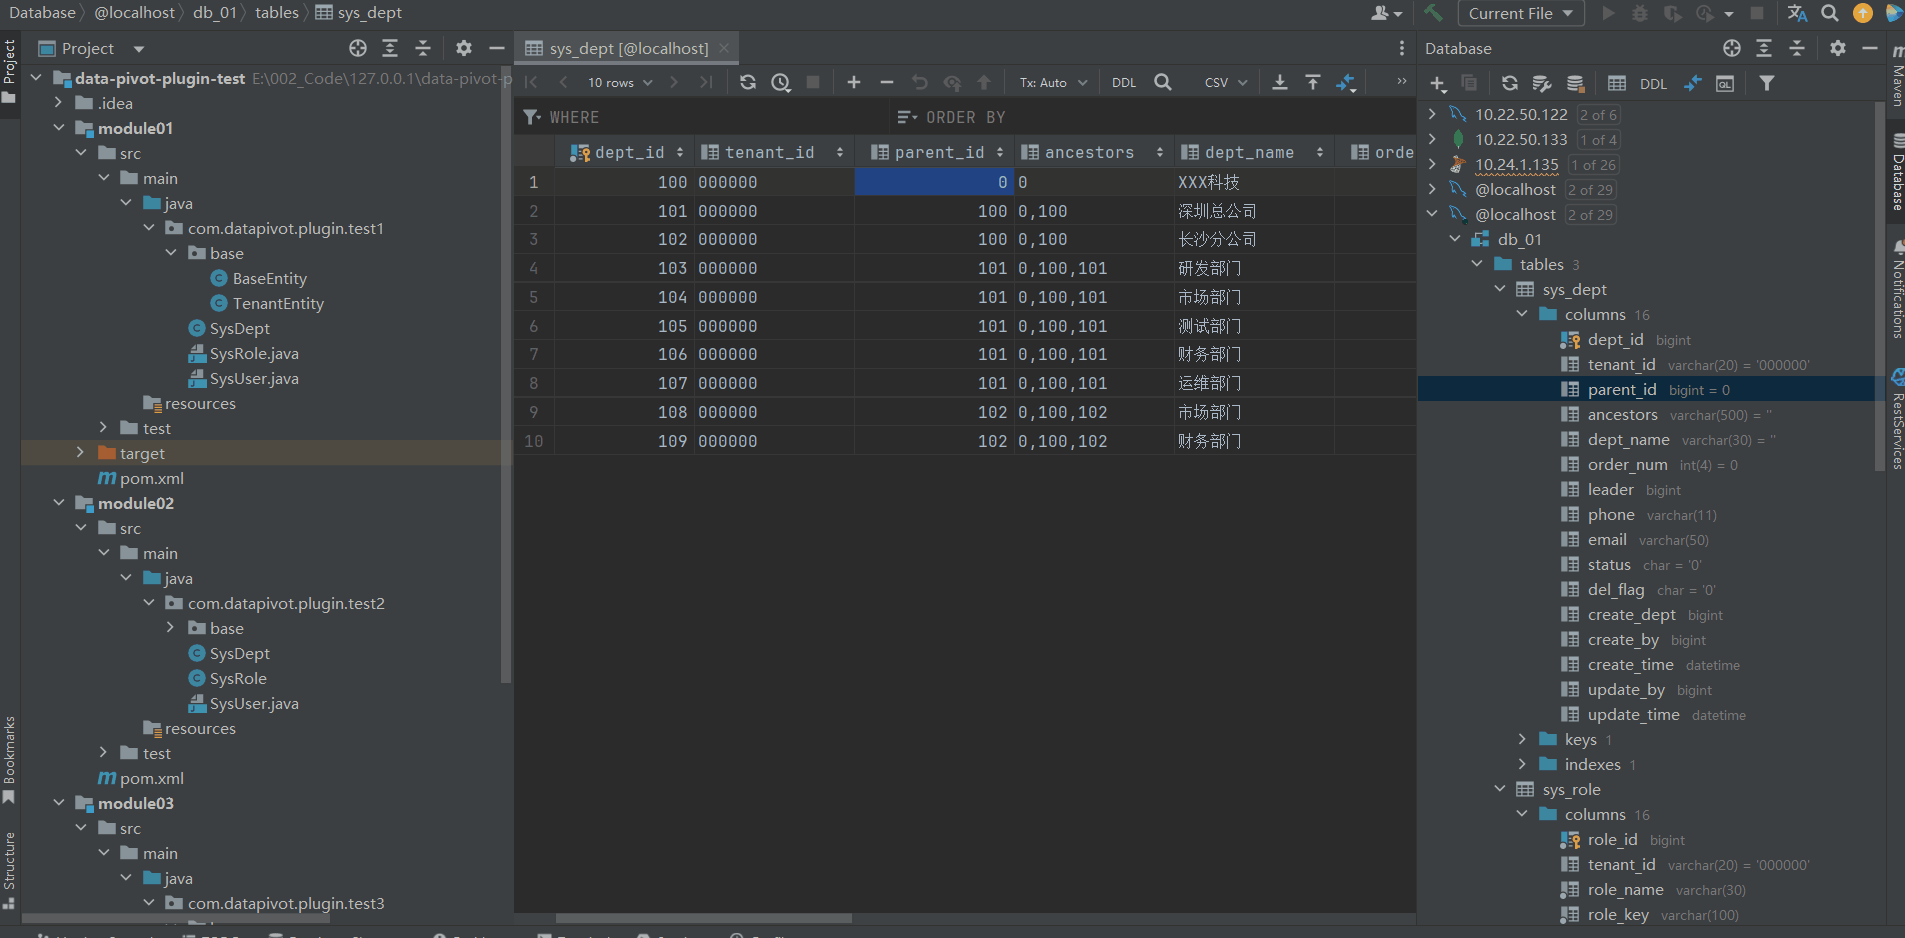 Database
@localhost
db_01
tables
sys_dept
Current File
Project
sys_dept [@localhost]
Database
Project
data-pivot-plugin-test E:\002_Code\127.0.0.1\data-pivot-p
.idea
module01
src
main
java
com.datapivot.plugin.test1
base
BaseEntity
TenantEntity
SysDept
SysRole.java
SysUser.java
resources
test
target
pom.xml
module02
src
main
java
com.datapivot.plugin.test2
base
SysDept
SysRole
SysUser.java
resources
test
pom.xml
module03
src
main
java
com.datapivot.plugin.test3
Bookmarks
Structure
10 rows
Tx: Auto
DDL
CSV
WHERE
ORDER BY
dept_id tenant_id parent_id ancestors dept_name orde
1 100 000000 0 0 XXX科技
2 101 000000 100 0,100 深圳总公司
3 102 000000 100 0,100 长沙分公司
4 103 000000 101 0,100,101 研发部门
5 104 000000 101 0,100,101 市场部门
6 105 000000 101 0,100,101 测试部门
7 106 000000 101 0,100,101 财务部门
8 107 000000 101 0,100,101 运维部门
9 108 000000 102 0,100,102 市场部门
10 109 000000 102 0,100,102 财务部门
DDL
QL
10.22.50.122 2 of 6
10.22.50.133 1 of 4
10.24.1.135 1 of 26
@localhost 2 of 29
@localhost 2 of 29
db_01
tables 3
sys_dept
columns 16
dept_id bigint
tenant_id varchar(20) = '000000'
parent_id bigint = 0
ancestors varchar(500) = ''
dept_name varchar(30) = ''
order_num int(4) = 0
leader bigint
phone varchar(11)
email varchar(50)
status char = '0'
del_flag char = '0'
create_dept bigint
create_by bigint
create_time datetime
update_by bigint
update_time datetime
keys 1
indexes 1
sys_role
columns 16
role_id bigint
tenant_id varchar(20) = '000000'
role_name varchar(30)
role_key varchar(100)
Maven
Database
Notifications
RestServices